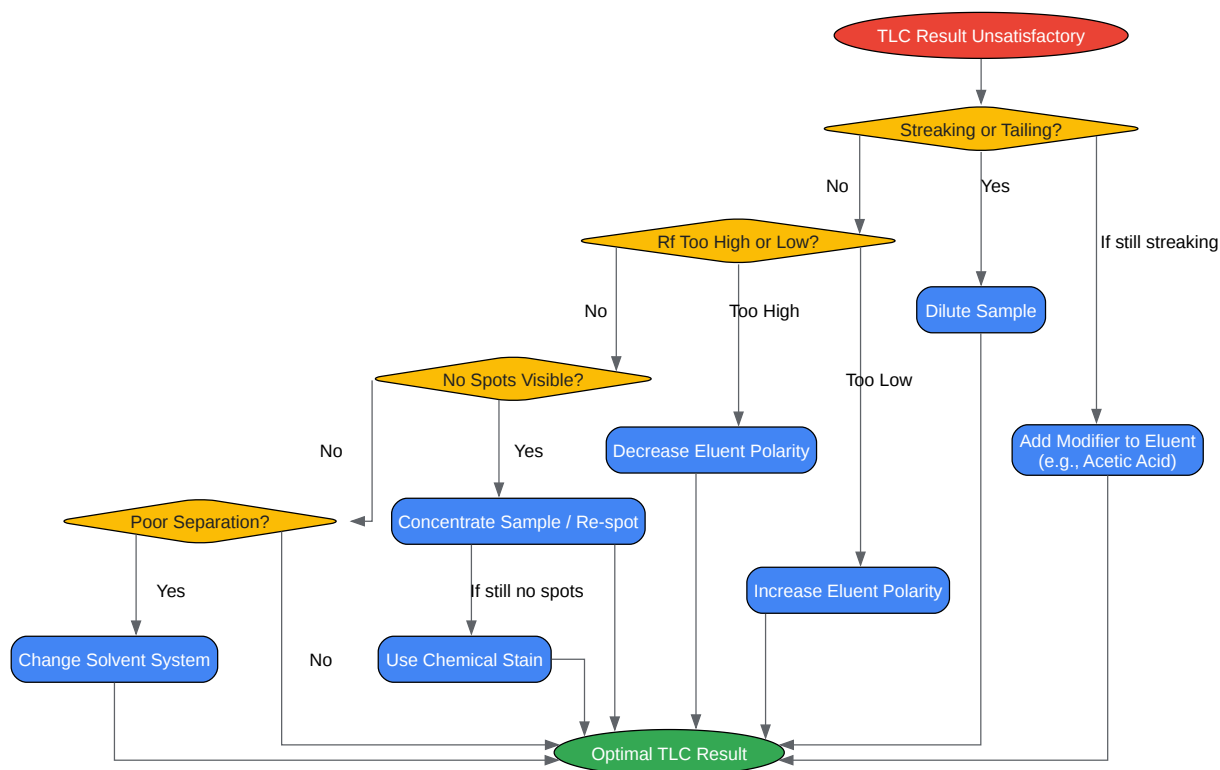 TLC Result Unsatisfactory
Streaking or Tailing?
No
Yes
Rf Too High or Low?
If still streaking
No
Too High
Dilute Sample
No Spots Visible?
Too Low
No
Yes
Decrease Eluent Polarity
Add Modifier to Eluent
(e.g., Acetic Acid)
Poor Separation?
Concentrate Sample / Re-spot
Yes
If still no spots
Increase Eluent Polarity
Change Solvent System
No
Use Chemical Stain
Optimal TLC Result